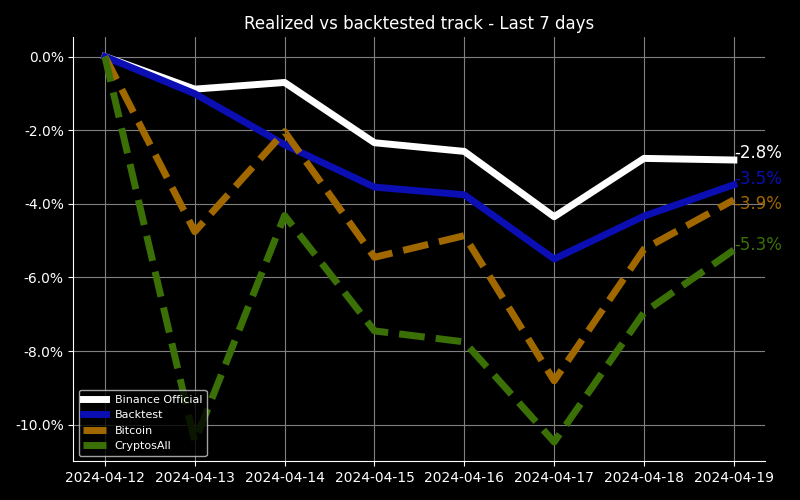 Realized vs backtested track - Last 7 days
0.0%
-2.0%
-4.0%
-6.0%
-8.0%
-10.0%
-2.8%
-3.5%
-3.9%
-5.3%
Binance Official
Backtest
Bitcoin
CryptosAll
2024-04-12 2024-04-13 2024-04-14 2024-04-15 2024-04-16 2024-04-17 2024-04-18 2024-04-19